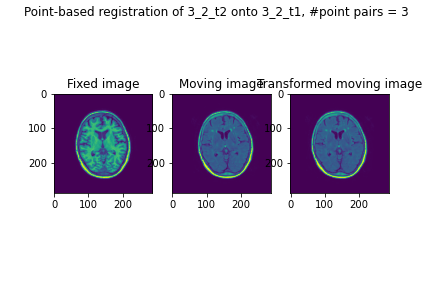 Point-based registration of 3_2_t2 onto 3_2_t1, #point pairs = 3
Fixed image
Moving image
Transformed moving image
0
100
200
0 100 200
0
100
200
0 100 200
0
100
200
0 100 200